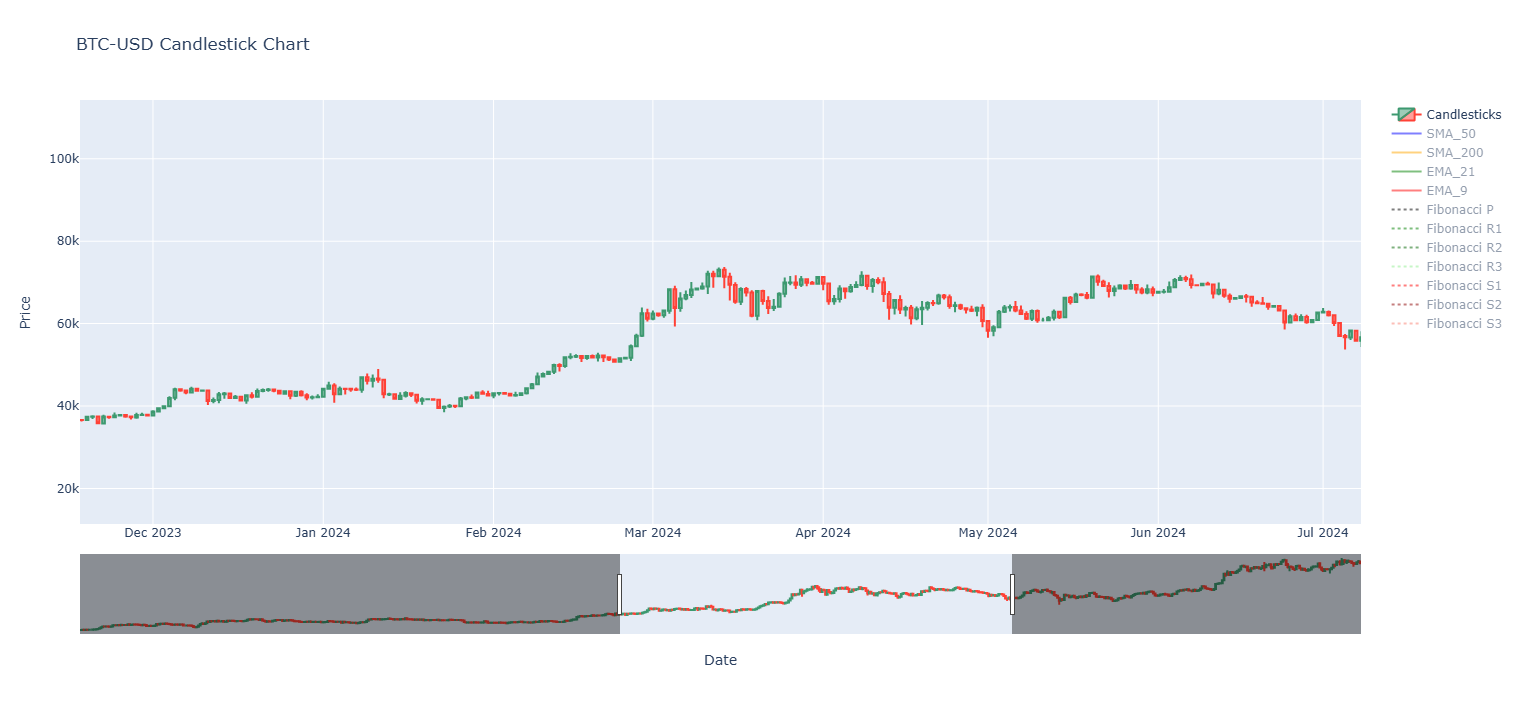 BTC-USD Candlestick Chart
Price
100k
80k
60k
40k
20k
Dec 2023
Jan 2024
Feb 2024
Mar 2024
Apr 2024
May 2024
Jun 2024
Jul 2024
Date
Candlesticks
SMA_50
SMA_200
EMA_21
EMA_9
Fibonacci P
Fibonacci R1
Fibonacci R2
Fibonacci R3
Fibonacci S1
Fibonacci S2
Fibonacci S3